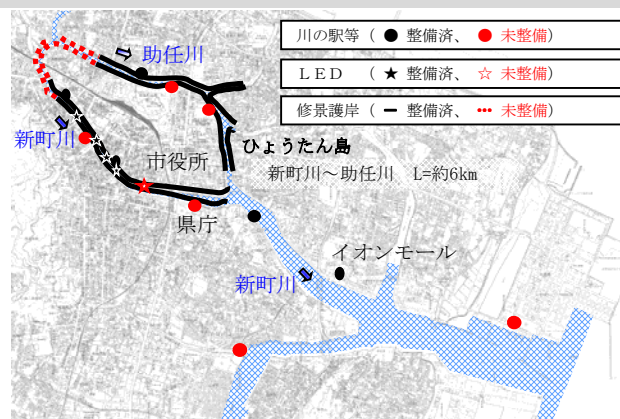 川の駅等（ ● 整備済、 ● 未整備）
ＬＥＤ （ ★ 整備済、 ☆ 未整備）
修景護岸（ ━ 整備済、 ••• 未整備）
助任川
新町川
市役所
ひょうたん島
新町川～助任川 L=約6km
県庁
イオンモール
新町川